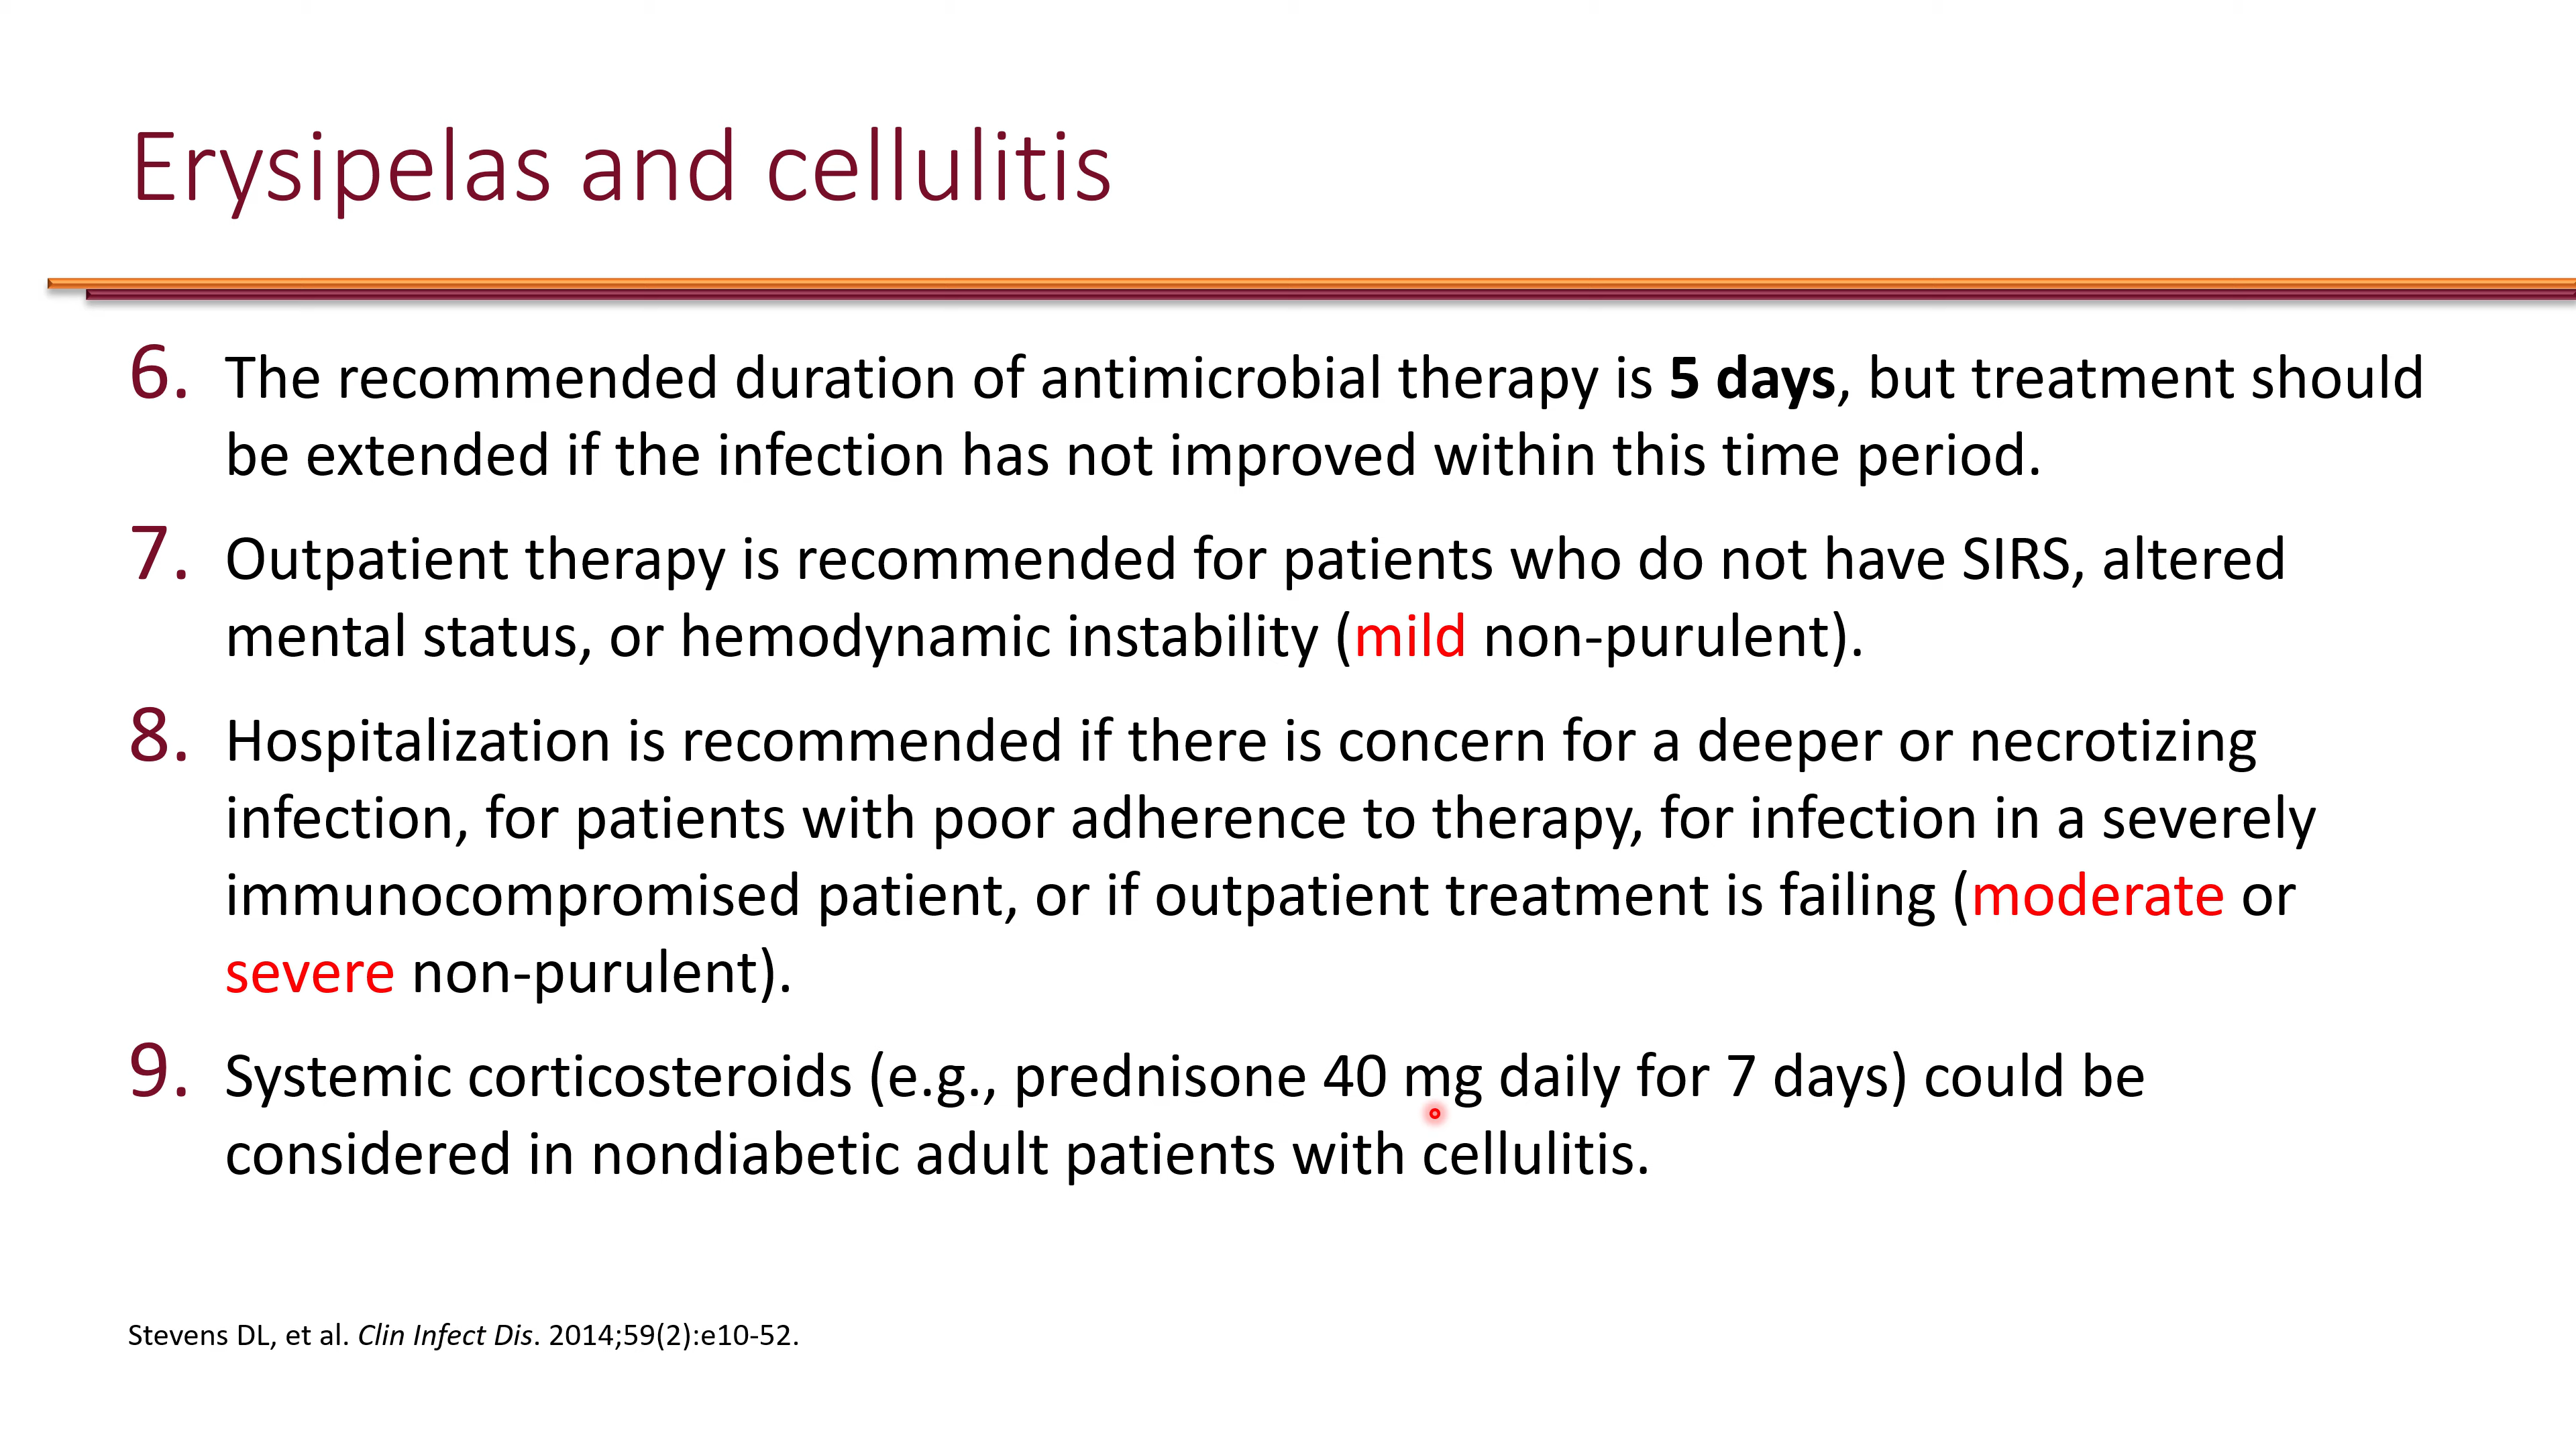 Erysipelas and cellulitis
6. The recommended duration of antimicrobial therapy is 5 days, but treatment should
be extended if the infection has not improved within this time period.
7. Outpatient therapy is recommended for patients who do not have SIRS, altered
mental status, or hemodynamic instability (mild non-purulent).
8. Hospitalization is recommended if there is concern for a deeper or necrotizing
infection, for patients with poor adherence to therapy, for infection in a severely
immunocompromised patient, or if outpatient treatment is failing (moderate or
severe non-purulent).
9. Systemic corticosteroids (e.g., prednisone 40 mg daily for 7 days) could be
considered in nondiabetic adult patients with cellulitis.
Stevens DL, et al. Clin Infect Dis. 2014;59(2):e10-52.